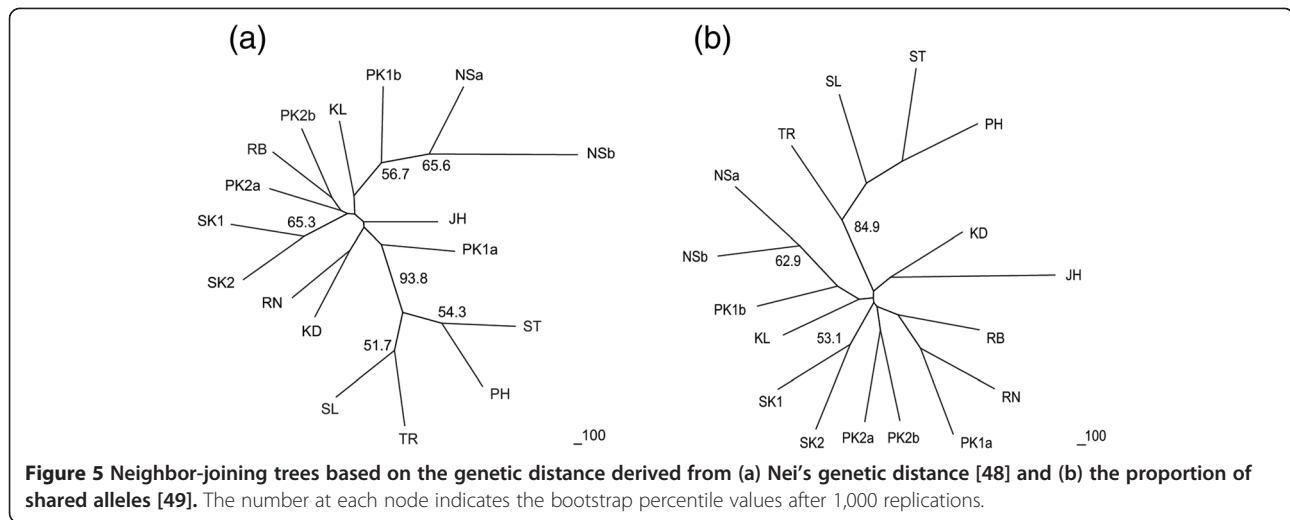 (a)
PK1b
NSa
KL
PK2b
NSb
RB
65.6
56.7
PK2a
SK1
65.3
JH
PK1a
SK2
93.8
RN
54.3
KD
ST
51.7
PH
SL
TR
_100
(b)
ST
SL
PH
TR
NSa
84.9
KD
NSb
62.9
JH
PK1b
KL
RB
53.1
SK1
RN
SK2
PK2a
PK2b
PK1a
_100
Figure 5 Neighbor-joining trees based on the genetic distance derived from (a) Nei's genetic distance [48] and (b) the proportion of
shared alleles [49]. The number at each node indicates the bootstrap percentile values after 1,000 replications.